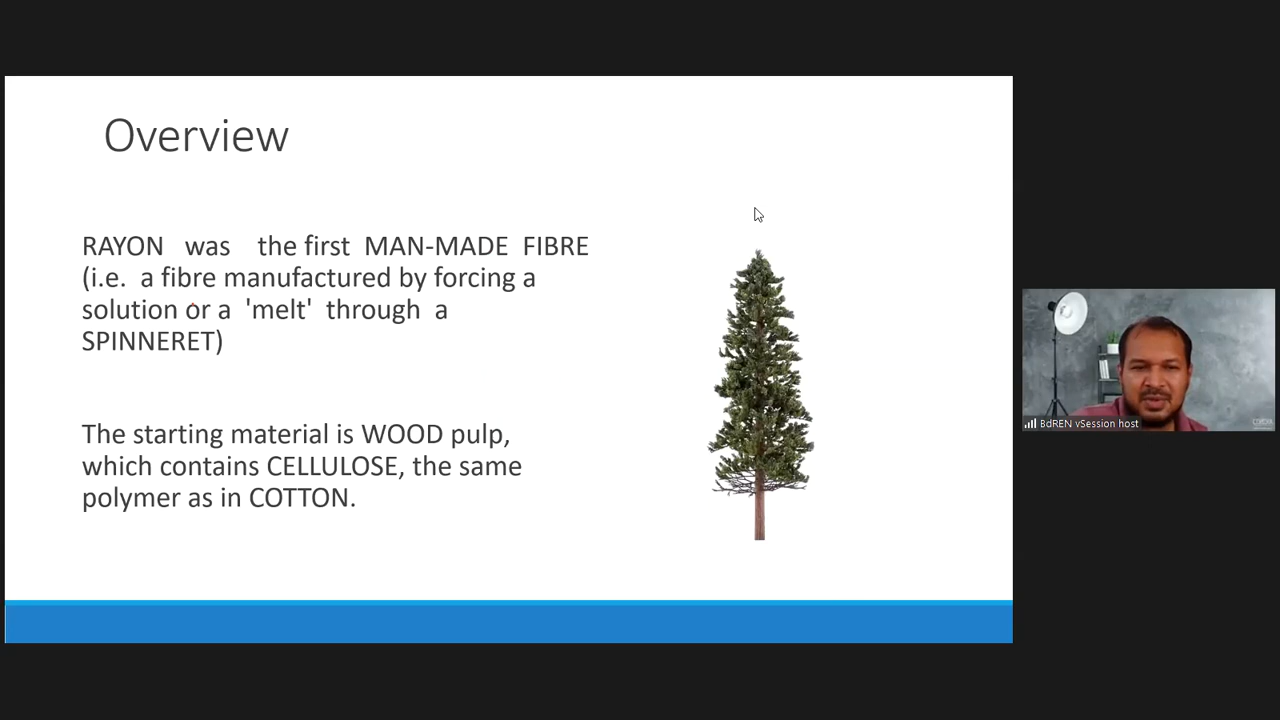 Overview
RAYON was the first MAN-MADE FIBRE
(i.e. a fibre manufactured by forcing a
solution or a 'melt' through a
SPINNERET)
The starting material is WOOD pulp,
which contains CELLULOSE, the same
polymer as in COTTON.
BdREN vSession host